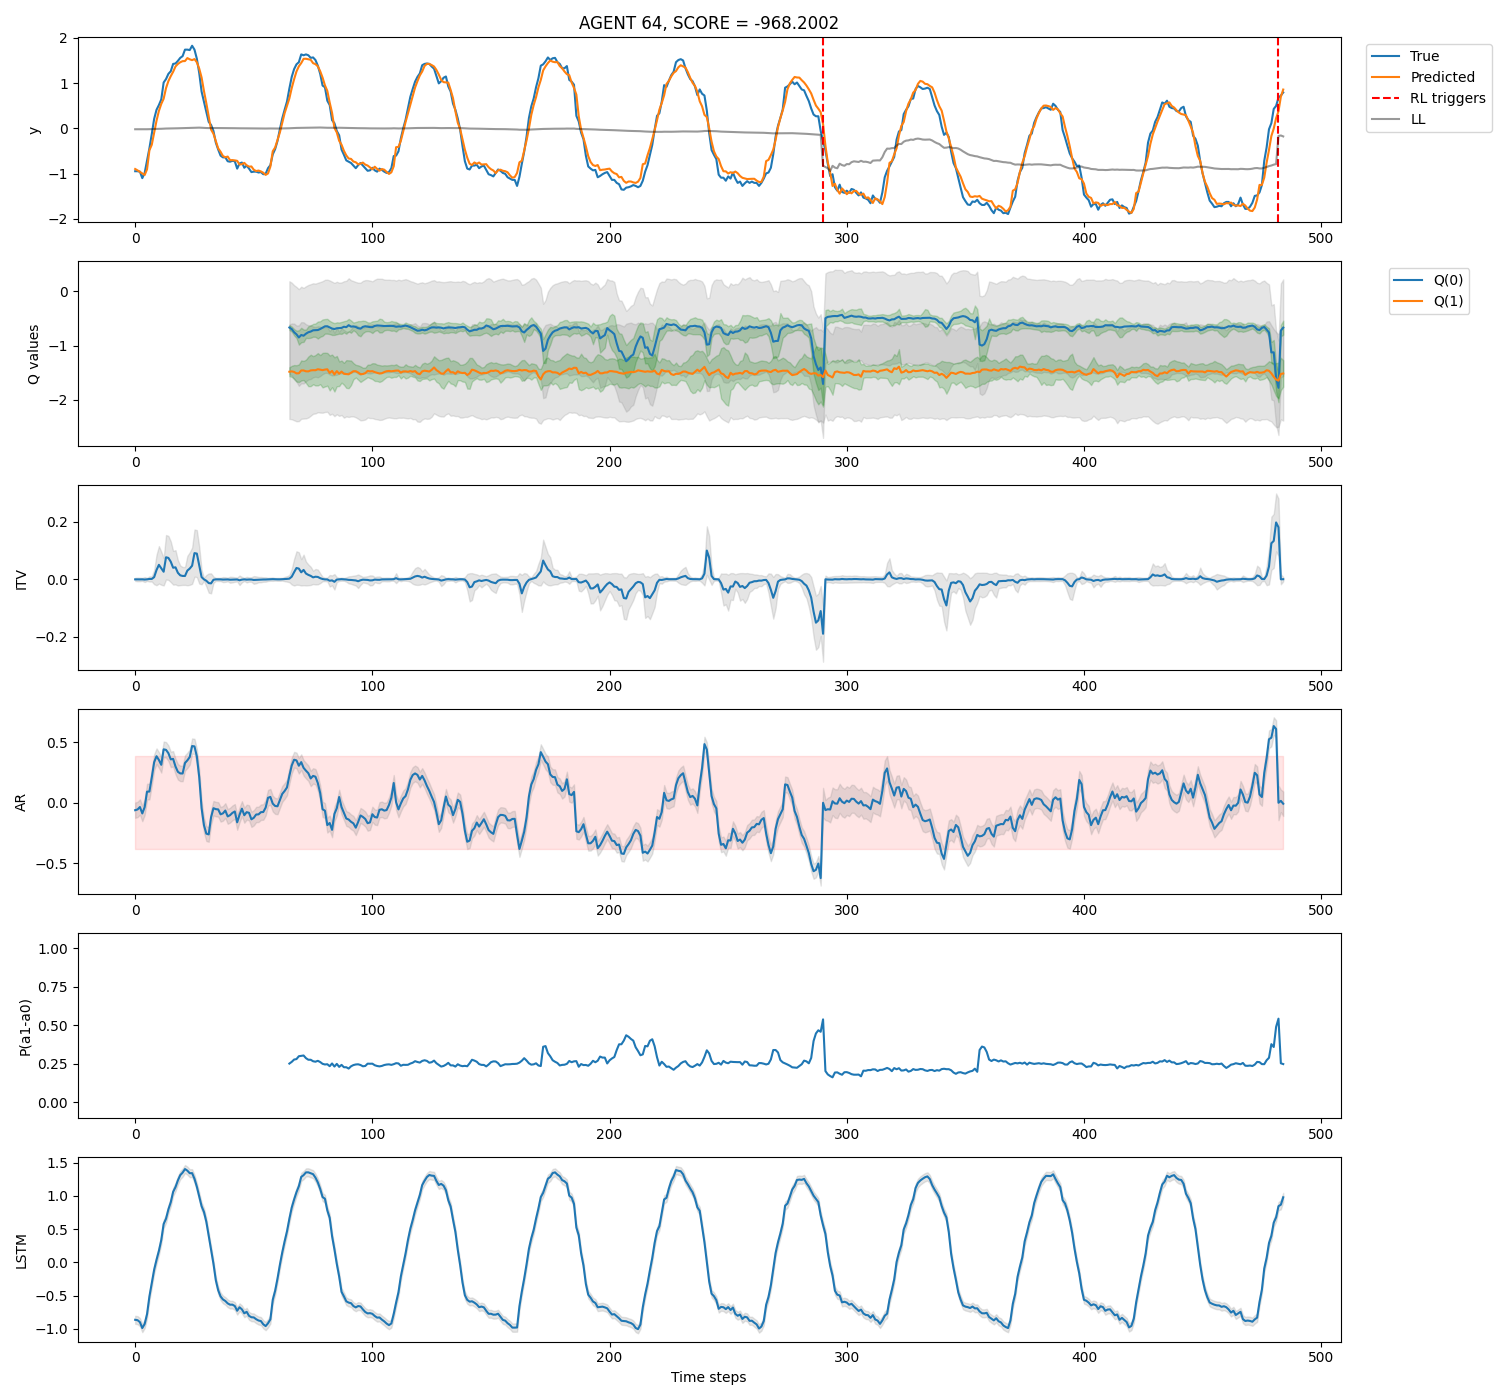 AGENT 64, SCORE = -968.2002
y
2
1
0
−1
−2
0 100 200 300 400 500
True
Predicted
RL triggers
LL
Q values
0
−1
−2
0 100 200 300 400 500
Q(0)
Q(1)
ITV
0.2
0.0
−0.2
0 100 200 300 400 500
AR
0.5
0.0
−0.5
0 100 200 300 400 500
P(a1-a0)
1.00
0.75
0.50
0.25
0.00
0 100 200 300 400 500
LSTM
1.5
1.0
0.5
0.0
−0.5
−1.0
0 100 200 300 400 500
Time steps